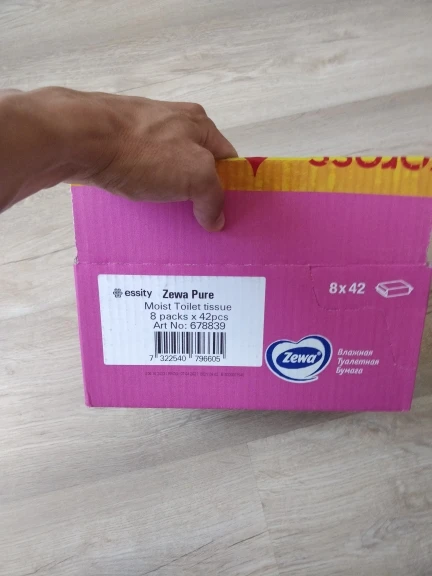 essity Zewa Pure
Moist Toilet tissue
8 packs x 42pcs
Art No: 678839
7 322540 796605
8x42
Zewa
Влажная
Туалетная
Бумага